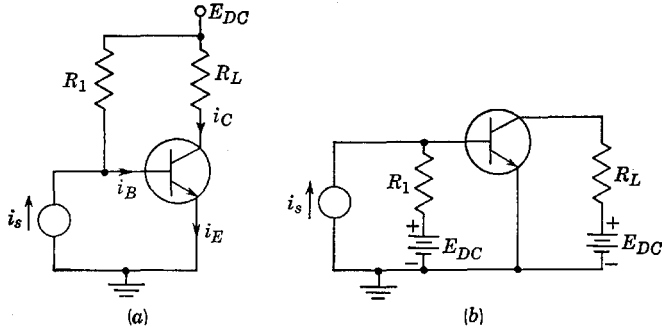 E_DC
R_1
R_L
i_C
i_B
i_s
i_E
(a)
R_1
R_L
i_s
+
E_DC
−
+
E_DC
−
(b)